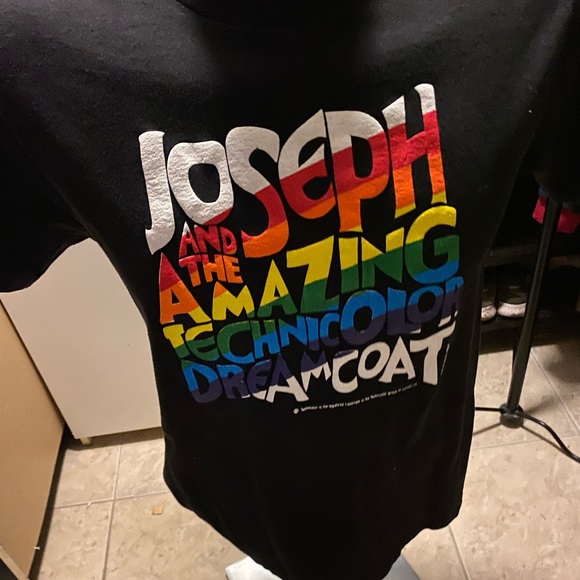 JOSEPH
AND
THE
AMAZING
TECHNICOLOR
DREAMCOAT